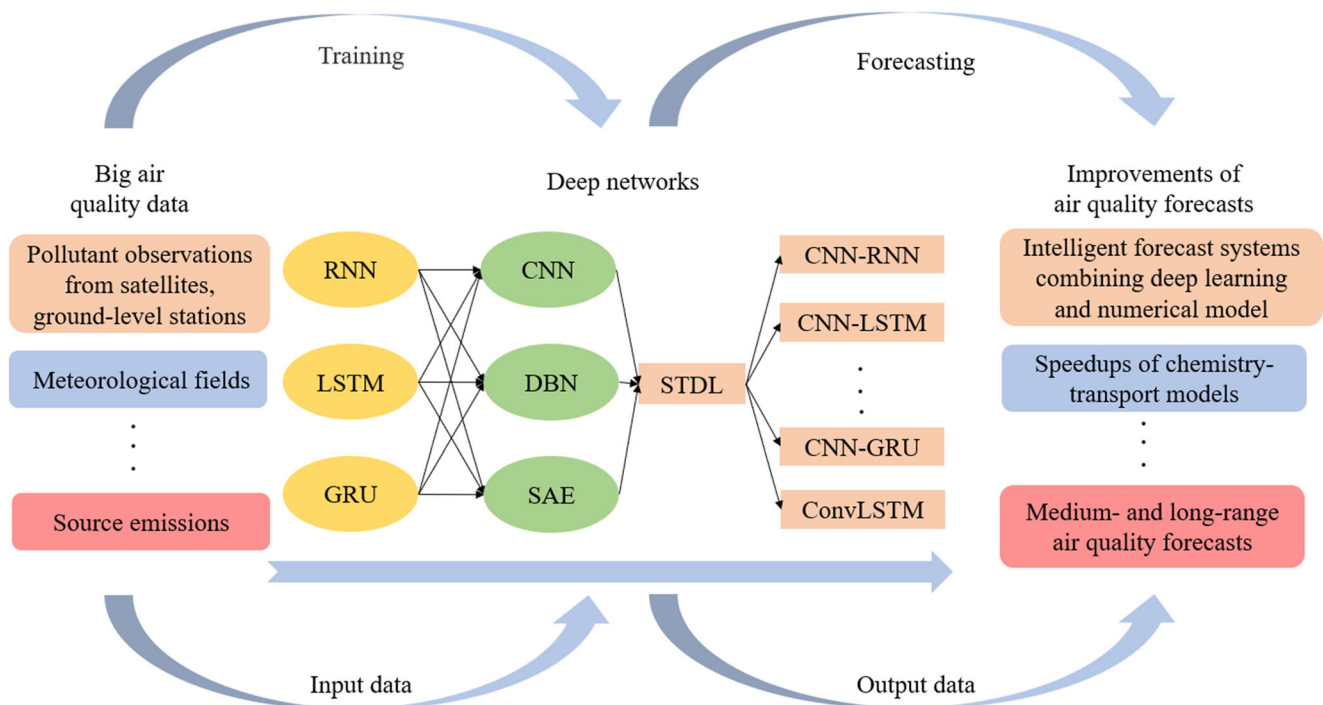 Training
Forecasting
Big air
quality data
Deep networks
Improvements of
air quality forecasts
Pollutant observations
from satellites,
ground-level stations
Meteorological fields
Source emissions
RNN
LSTM
GRU
CNN
DBN
SAE
STDL
CNN-RNN
CNN-LSTM
CNN-GRU
ConvLSTM
Intelligent forecast systems
combining deep learning
and numerical model
Speedups of chemistry-
transport models
Medium- and long-range
air quality forecasts
Input data
Output data